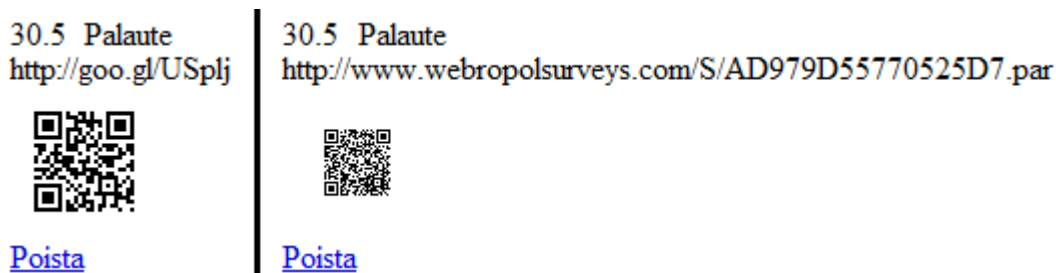 30.5 Palaute
http://goo.gl/USplj
Poista
30.5 Palaute
http://www.webropolsurveys.com/S/AD979D55770525D7.par
Poista